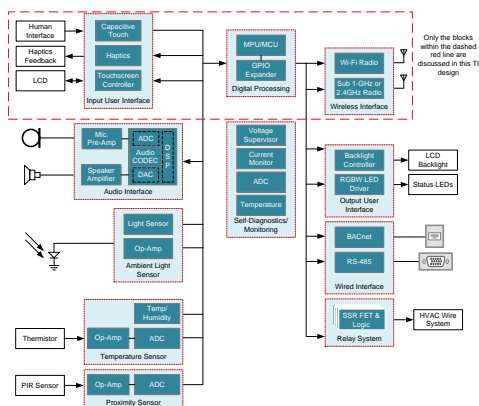 Human
Interface
Haptics
Feedback
LCD
Capacitive
Touch
Haptics
Touchscreen
Controller
Input User Interface
MPU/MCU
GPIO
Expander
Digital Processing
Wi-Fi Radio
Sub 1-GHz or
2.4GHz Radio
Wireless Interface
Only the blocks
within the dashed
red line are
discussed in this TI
design
Mic.
Pre-Amp
ADC
Audio
CODEC
DAC
D
S
P
Speaker
Amplifier
Audio Interface
Voltage
Supervisor
Current
Monitor
ADC
Temperature
Self-Diagnostics/
Monitoring
Backlight
Controller
RGBW LED
Driver
Output User
Interface
LCD
Backlight
Status LEDs
Light Sensor
Op-Amp
Ambient Light
Sensor
BACnet
RS-485
Wired Interface
Temp/
Humidity
Thermistor
Op-Amp
ADC
Temperature Sensor
SSR FET &
Logic
Relay System
HVAC Wire
System
PIR Sensor
Op-Amp
ADC
Proximity Sensor